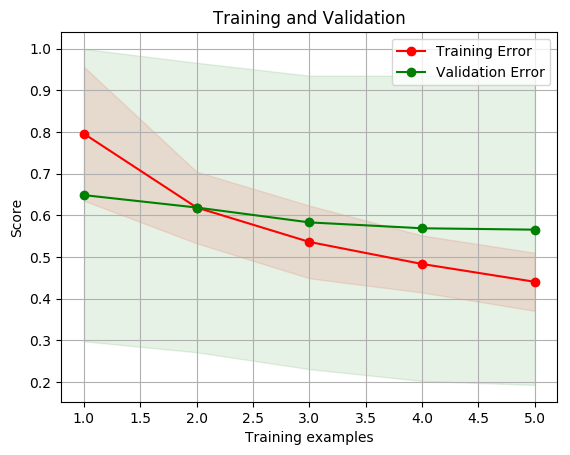 Training and Validation
Training Error
Validation Error
Score
1.0
0.9
0.8
0.7
0.6
0.5
0.4
0.3
0.2
1.0 1.5 2.0 2.5 3.0 3.5 4.0 4.5 5.0
Training examples